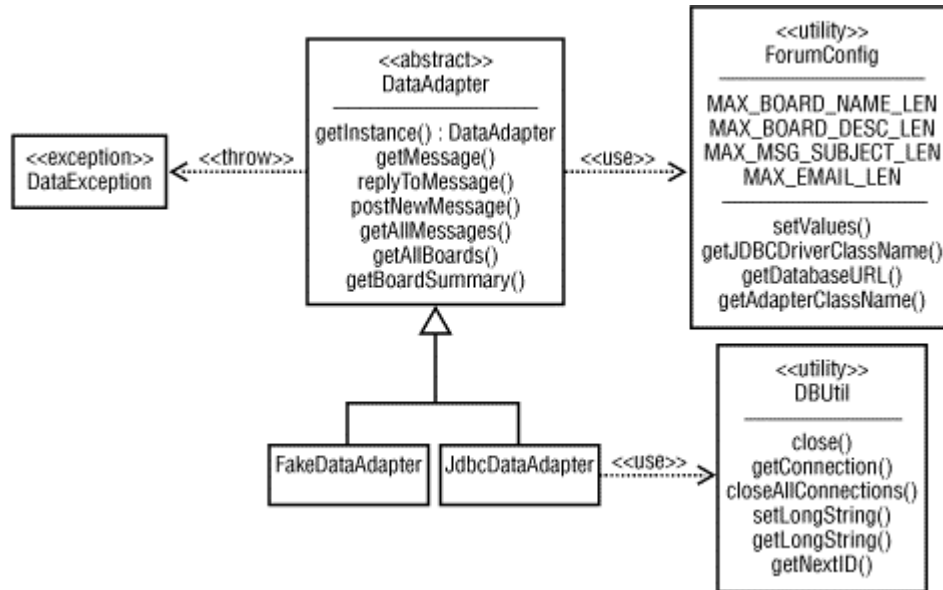 <<exception>>
DataException
<<throw>>
<<abstract>>
DataAdapter
getInstance() : DataAdapter
getMessage()
replyToMessage()
postNewMessage()
getAllMessages()
getAllBoards()
getBoardSummary()
<<use>>
<<utility>>
ForumConfig
MAX_BOARD_NAME_LEN
MAX_BOARD_DESC_LEN
MAX_MSG_SUBJECT_LEN
MAX_EMAIL_LEN
setValues()
getJDBCDriverClassName()
getDatabaseURL()
getAdapterClassName()
FakeDataAdapter
JdbcDataAdapter
<<use>>
<<utility>>
DBUtil
close()
getConnection()
closeAllConnections()
setLongString()
getLongString()
getNextID()